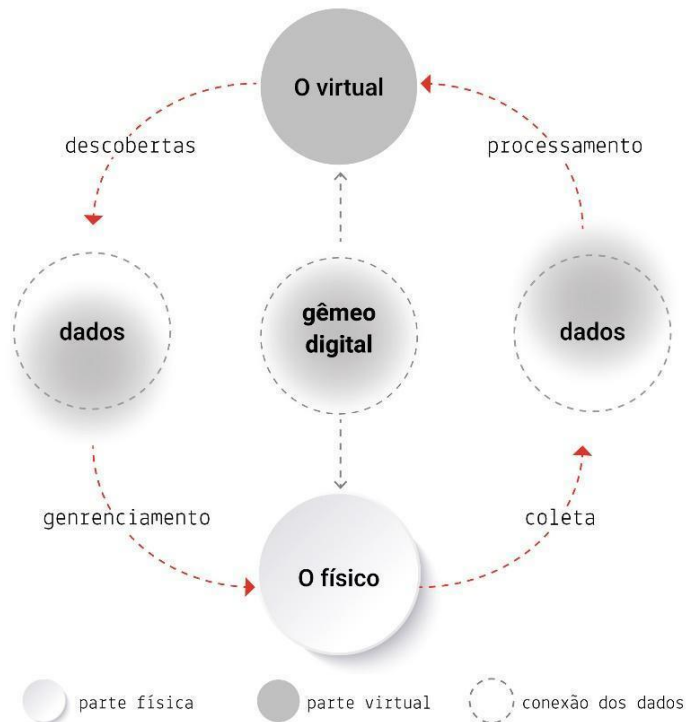 O virtual
descobertas
processamento
dados
gêmeo
digital
dados
genrenciamento
coleta
O físico
parte física
parte virtual
conexão dos dados